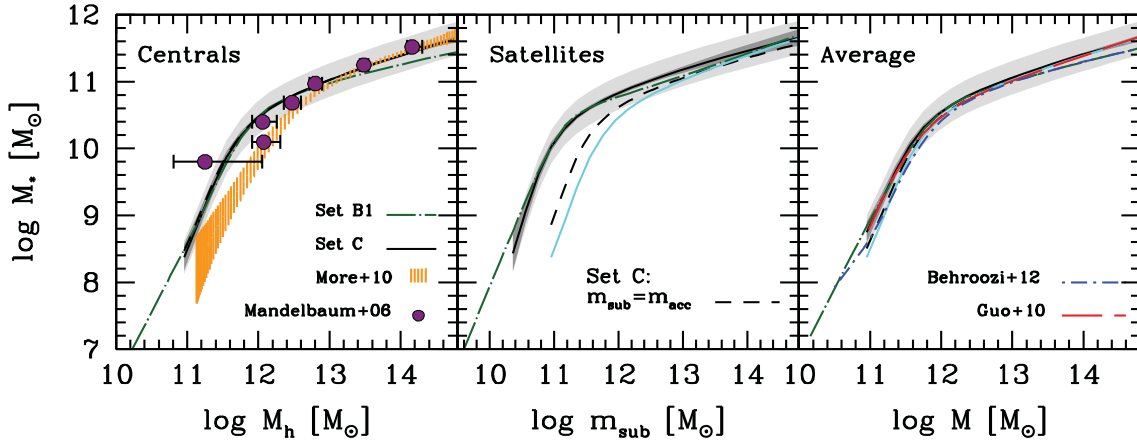 12
11
10
9
8
7
log M* [M⊙]
Centrals
Set B1
Set C
More+10
Mandelbaum+06
10 11 12 13 14
log Mh [M⊙]
Satellites
Set C:
msub=macc
10 11 12 13 14
log msub [M⊙]
Average
Behroozi+12
Guo+10
10 11 12 13 14
log M [M⊙]